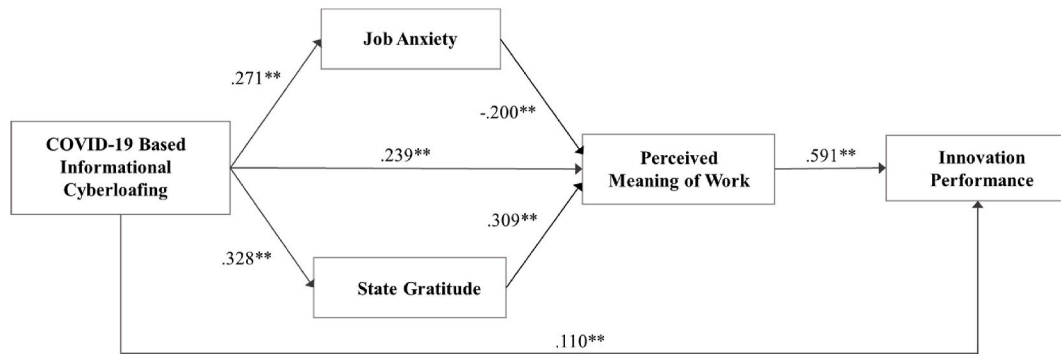 Job Anxiety
.271**
-.200**
COVID-19 Based
Informational
Cyberloafing
.239**
Perceived
Meaning of Work
.591**
Innovation
Performance
.309**
.328**
State Gratitude
.110**